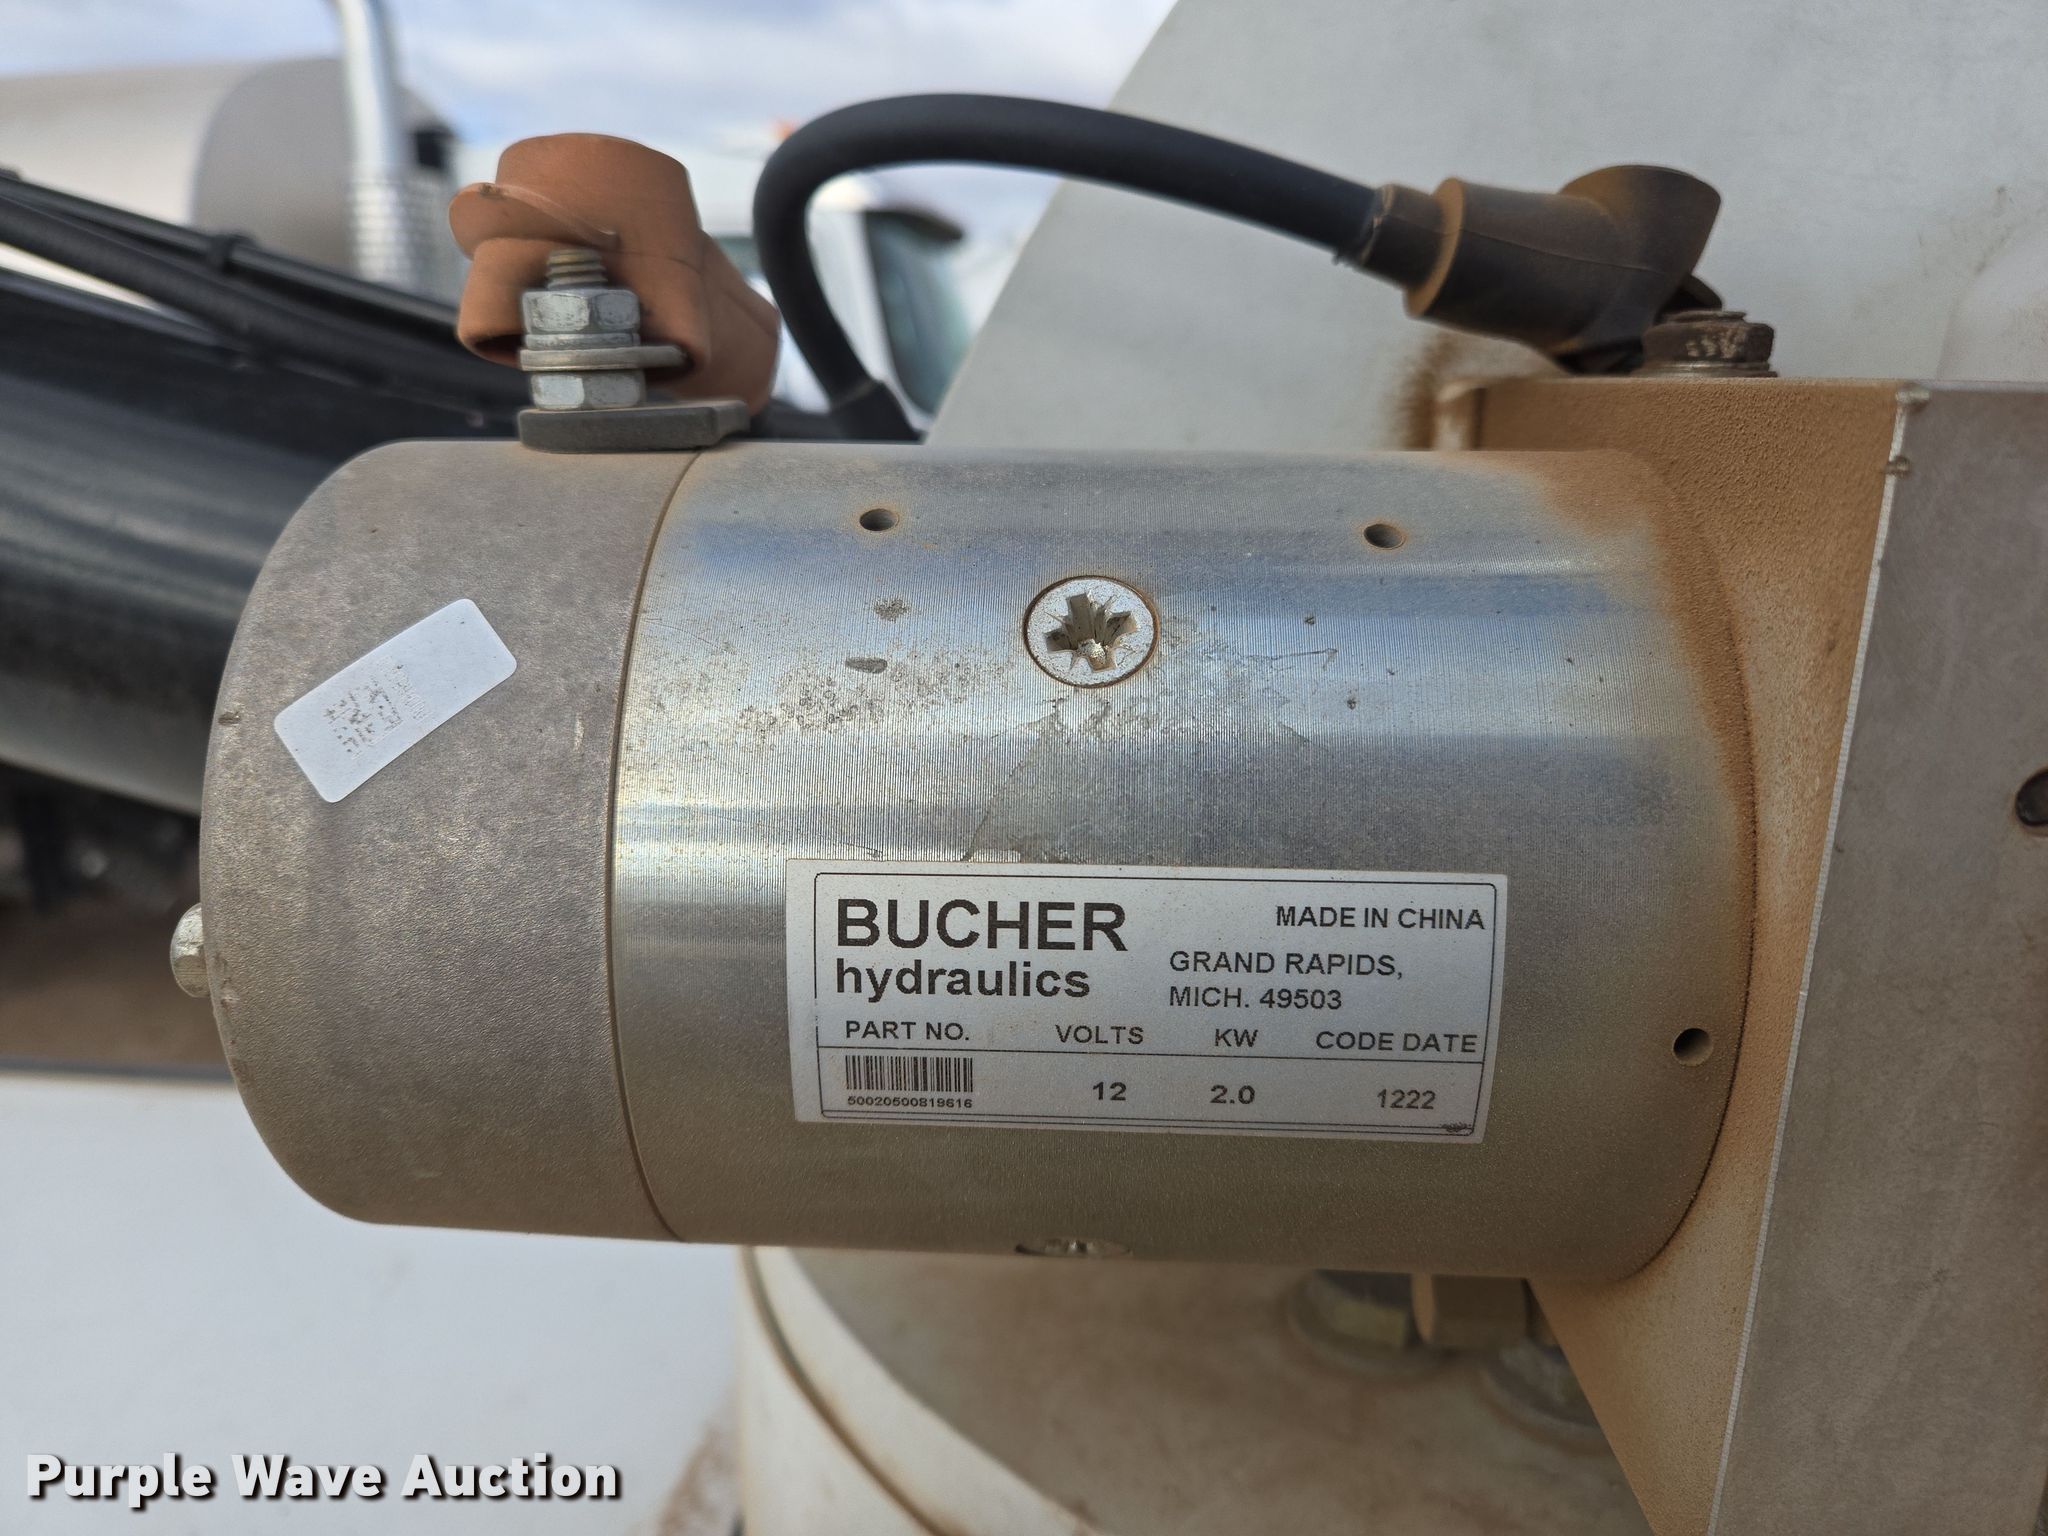 BUCHER
hydraulics
MADE IN CHINA
GRAND RAPIDS,
MICH. 49503
PART NO. VOLTS KW CODE DATE
50020500819616 12 2.0 1222
Purple Wave Auction